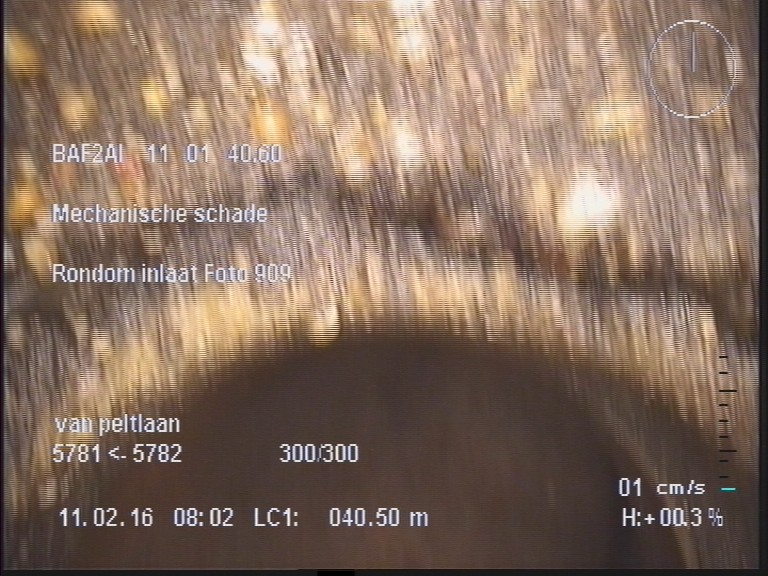 BAF2AI 11 01 40.60
Mechanische schade
Rondom inlaat Foto 909
van peltlaan
5781 <- 5782 300/300
01 cm/s
11.02.16 08:02 LC1: 040.50 m H:+00.3 %